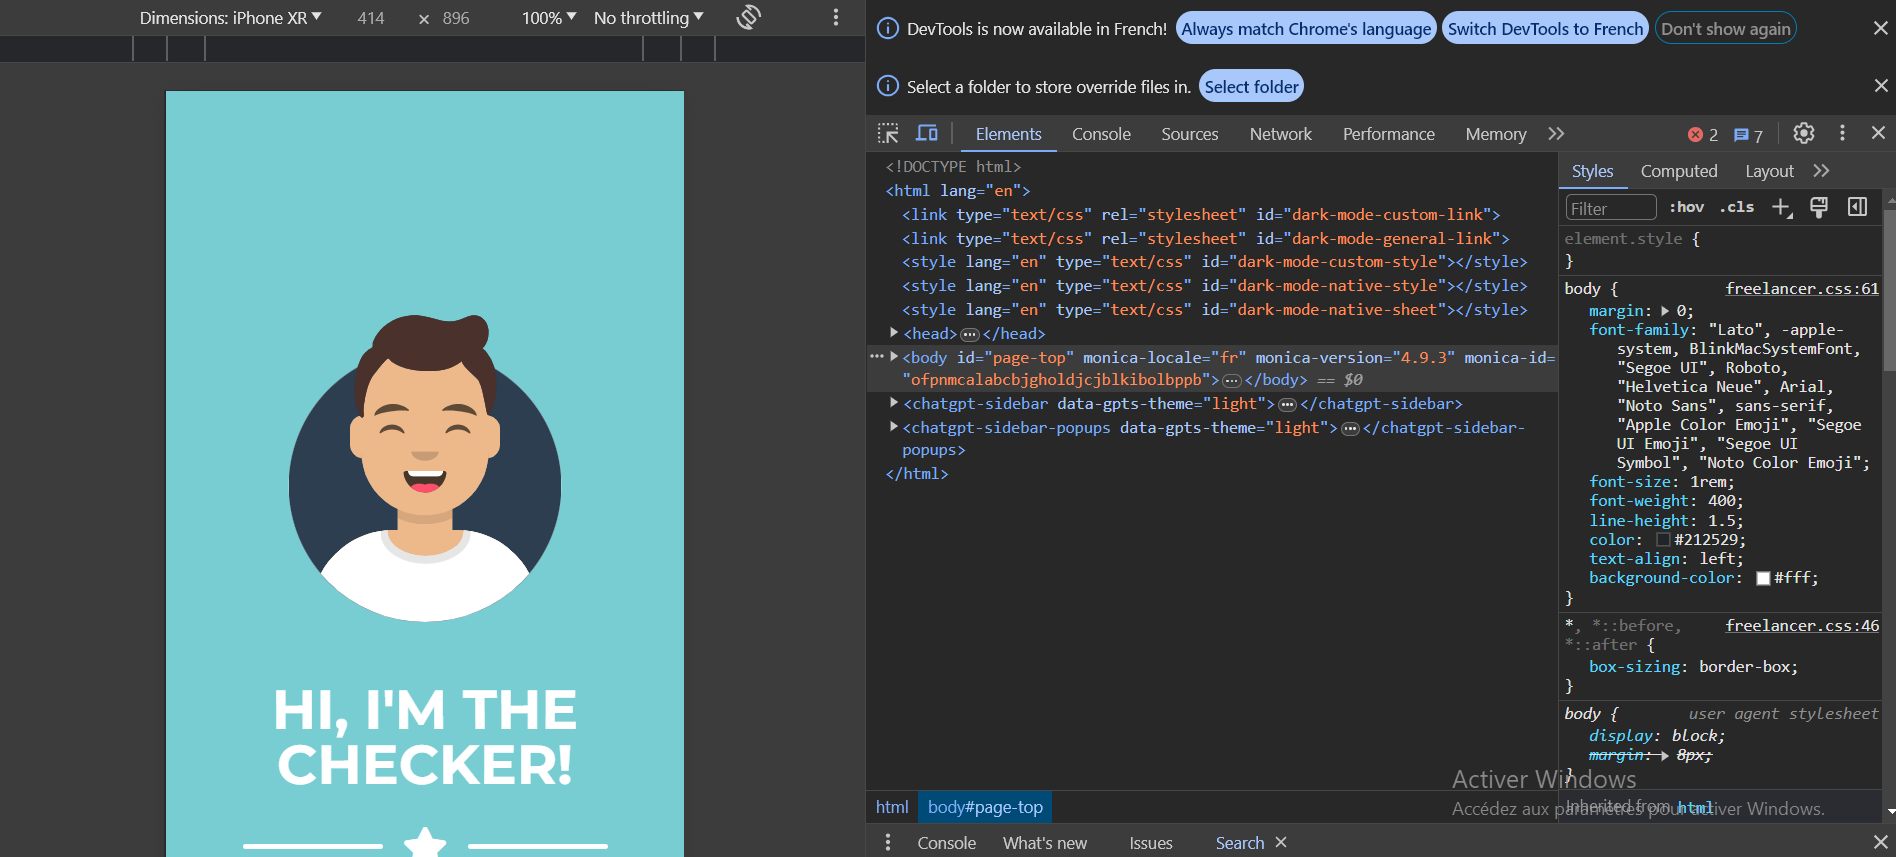 Dimensions: iPhone XR ▼ 414 × 896 100% ▼ No throttling ▼
HI, I'M THE
CHECKER!
DevTools is now available in French! Always match Chrome's language Switch DevTools to French Don't show again
Select a folder to store override files in. Select folder
Elements Console Sources Network Performance Memory 2 7
<!DOCTYPE html>
<html lang="en">
<link type="text/css" rel="stylesheet" id="dark-mode-custom-link">
<link type="text/css" rel="stylesheet" id="dark-mode-general-link">
<style lang="en" type="text/css" id="dark-mode-custom-style"></style>
<style lang="en" type="text/css" id="dark-mode-native-style"></style>
<style lang="en" type="text/css" id="dark-mode-native-sheet"></style>
<head>…</head>
<body id="page-top" monica-locale="fr" monica-version="4.9.3" monica-id=
"ofpnmcalabcbjgholdjcjblkibolbppb">…</body> == $0
<chatgpt-sidebar data-gpts-theme="light">…</chatgpt-sidebar>
<chatgpt-sidebar-popups data-gpts-theme="light">…</chatgpt-sidebar-
popups>
</html>
html body#page-top
Styles Computed Layout
Filter :hov .cls
element.style {
}
body { freelancer.css:61
margin: 0;
font-family: "Lato", -apple-
system, BlinkMacSystemFont,
"Segoe UI", Roboto,
"Helvetica Neue", Arial,
"Noto Sans", sans-serif,
"Apple Color Emoji", "Segoe
UI Emoji", "Segoe UI
Symbol", "Noto Color Emoji";
font-size: 1rem;
font-weight: 400;
line-height: 1.5;
color: #212529;
text-align: left;
background-color: #fff;
}
*, *::before, freelancer.css:46
*::after {
box-sizing: border-box;
}
body { user agent stylesheet
display: block;
margin: 8px;
}
Inherited from html
Activer Windows
Accédez aux paramètres pour activer Windows.
Console What's new Issues Search